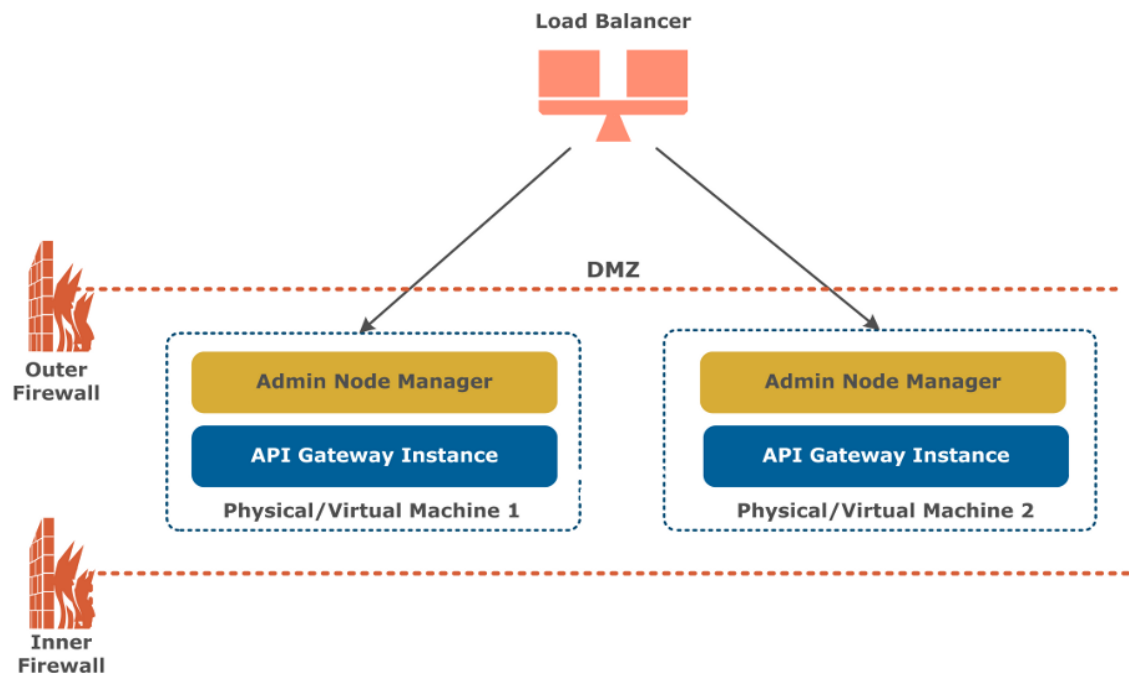 Load Balancer
DMZ
Outer
Firewall
Admin Node Manager
API Gateway Instance
Physical/Virtual Machine 1
Admin Node Manager
API Gateway Instance
Physical/Virtual Machine 2
Inner
Firewall